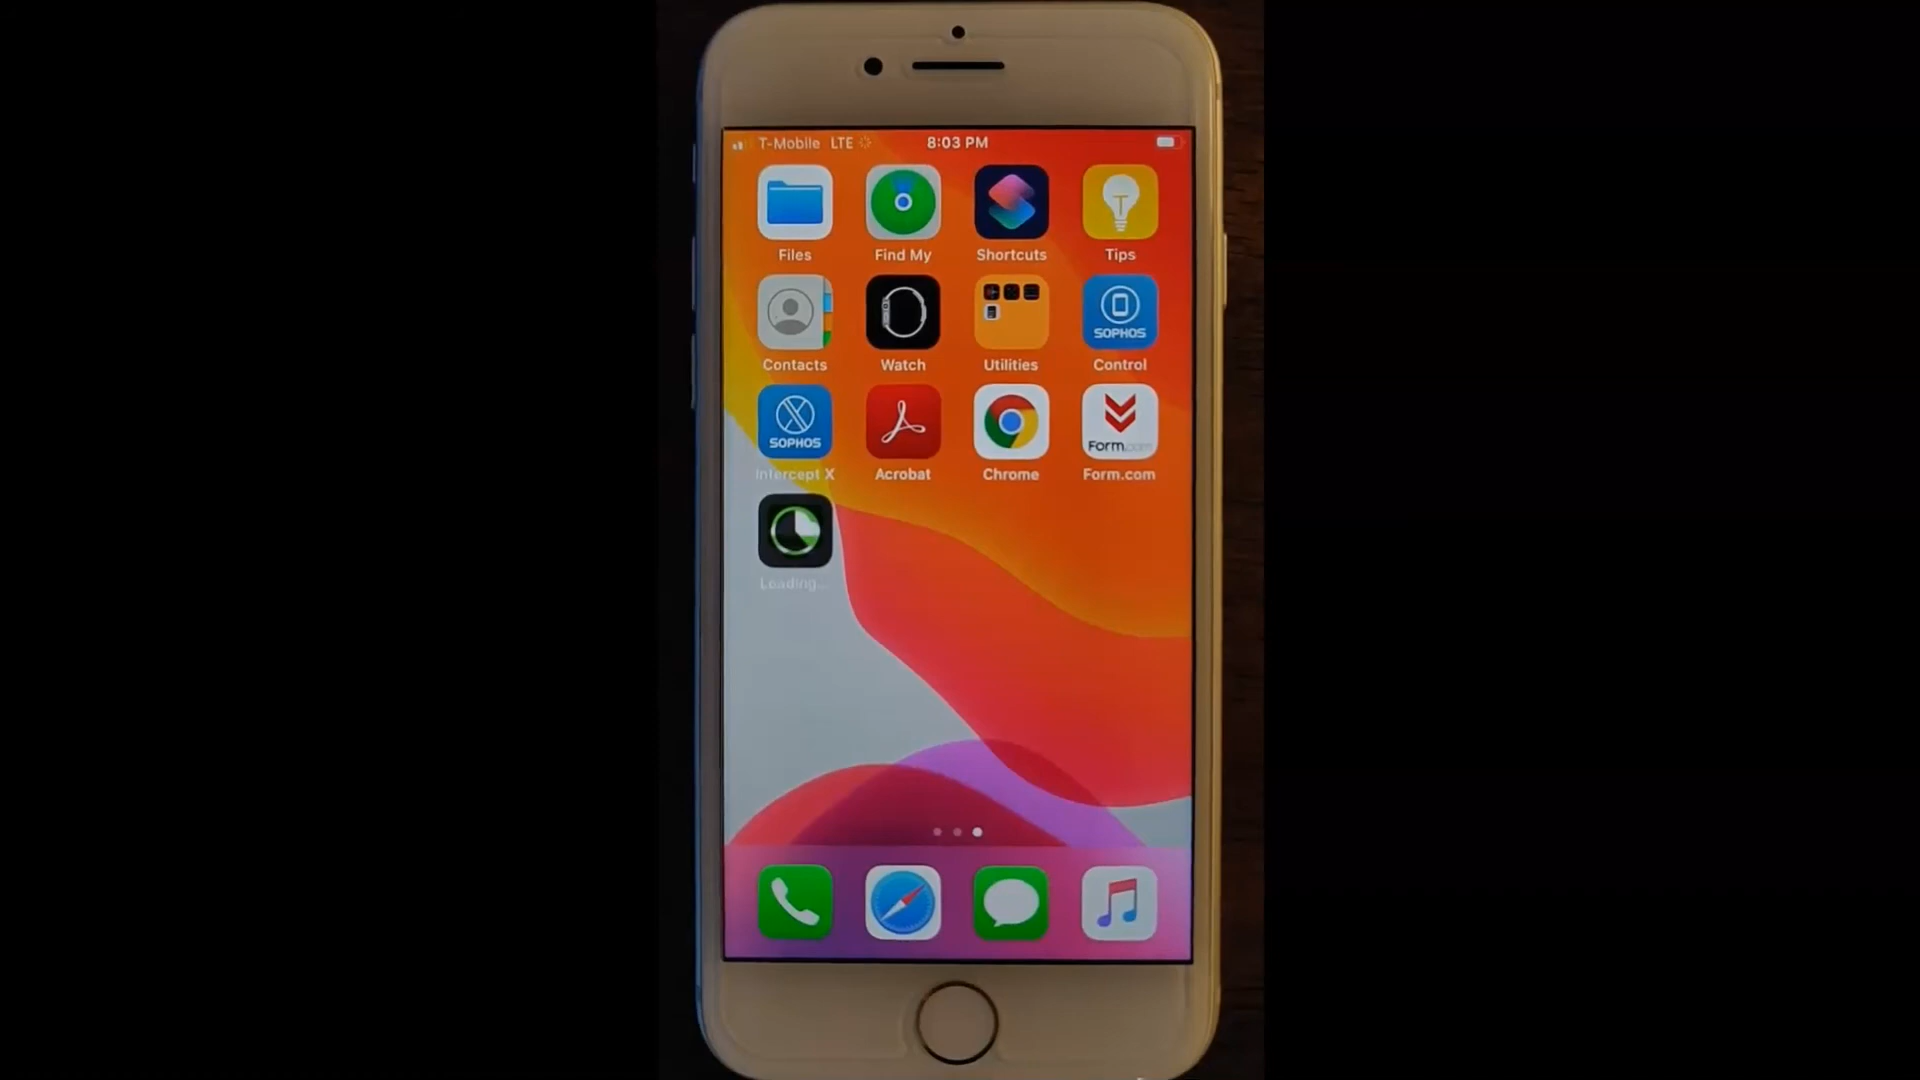 T-Mobile LTE 8:03 PM
Files Find My Shortcuts Tips
SOPHOS
Contacts Watch Utilities Control
SOPHOS Form.com
Intercept X Acrobat Chrome Form.com
Loading...